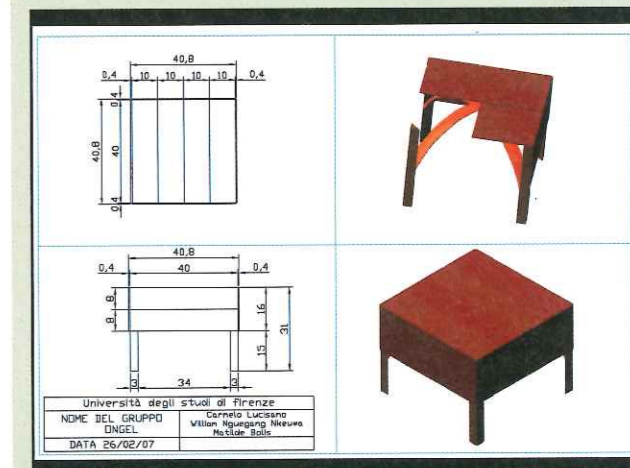 40,8
0,4 10 10 10 10 0,4
0,4
40,8 40
0,4
40,8
0,4 40 0,4
8 8 16 31
15
3 34 3
Università degli studi di firenze
NOME DEL GRUPPO ONGEL
Carmelo Lucisano
William Nguegang Nkeuwa
Matilde Bolis
DATA 26/02/07